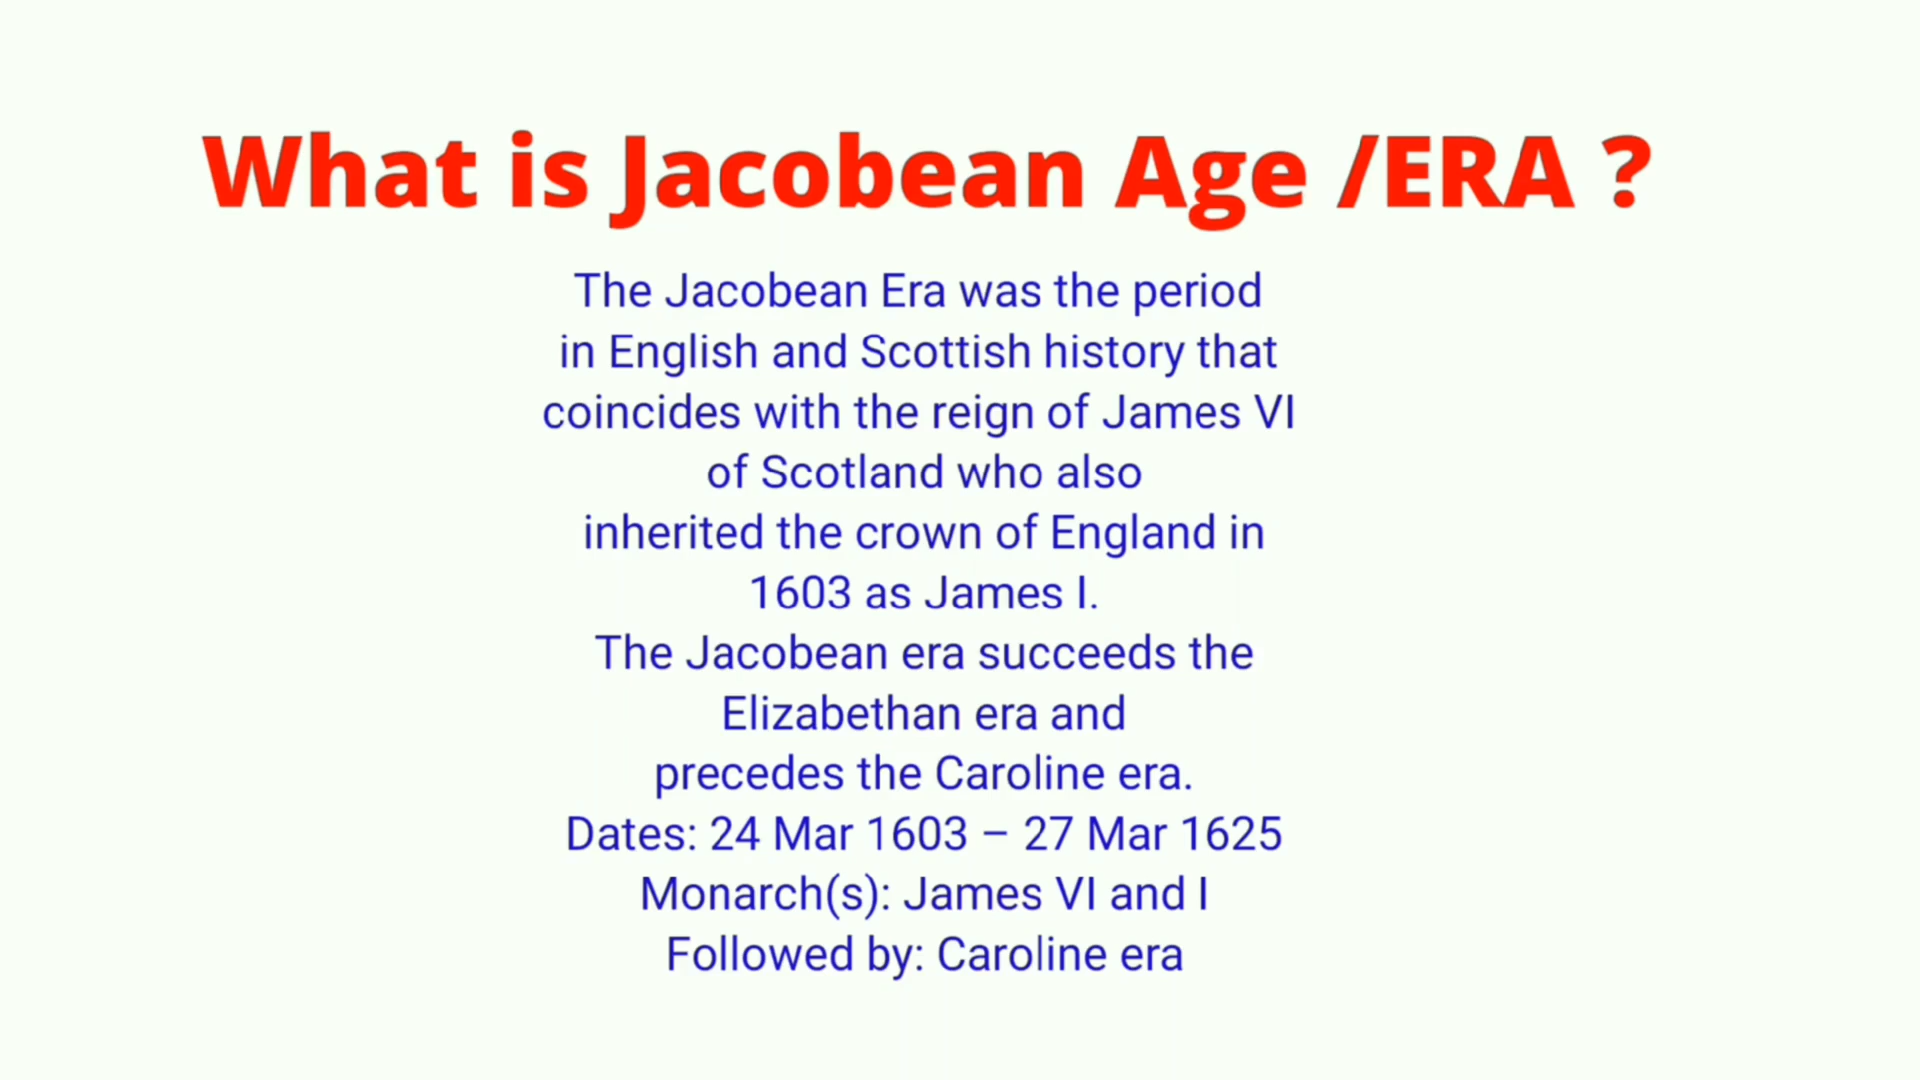 What is Jacobean Age /ERA ?
The Jacobean Era was the period
in English and Scottish history that
coincides with the reign of James VI
of Scotland who also
inherited the crown of England in
1603 as James I.
The Jacobean era succeeds the
Elizabethan era and
precedes the Caroline era.
Dates: 24 Mar 1603 – 27 Mar 1625
Monarch(s): James VI and I
Followed by: Caroline era